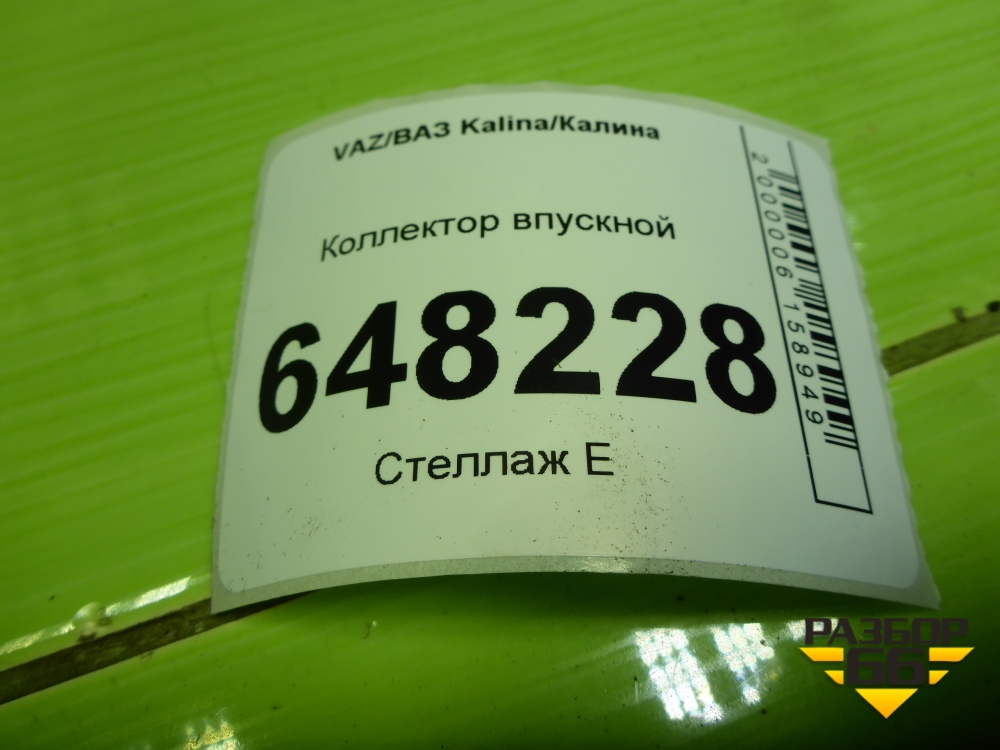 VAZ/ВАЗ Kalina/Калина
Коллектор впускной
648228
Стеллаж Е
2000006158949
РАЗБОР
66